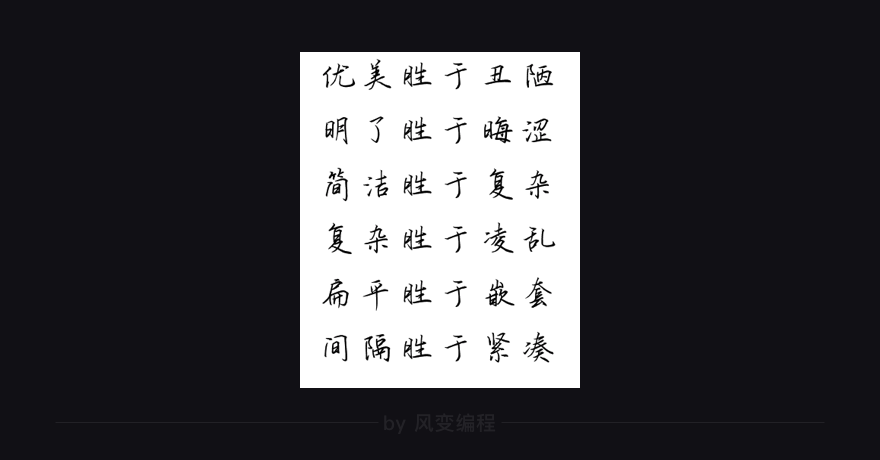 优美胜于丑陋
明了胜于晦涩
简洁胜于复杂
复杂胜于凌乱
扁平胜于嵌套
间隔胜于紧凑
by 风变编程